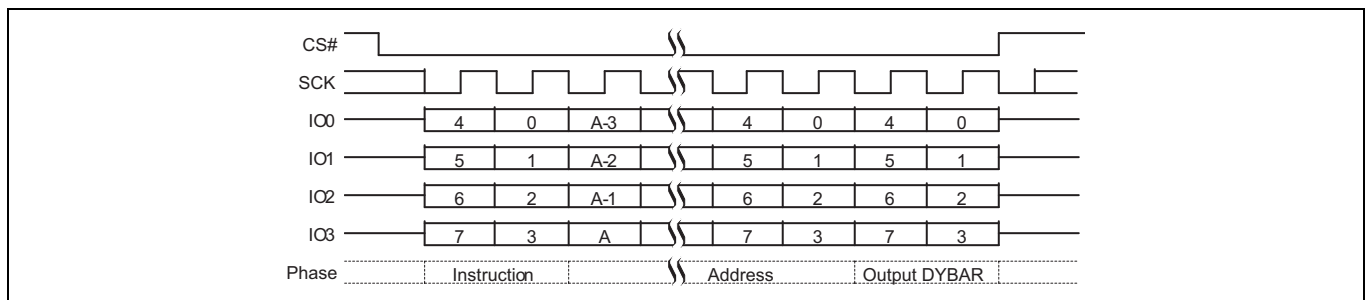 CS#
SCK
IO0 4 0 A-3 4 0 4 0
IO1 5 1 A-2 5 1 5 1
IO2 6 2 A-1 6 2 6 2
IO3 7 3 A 7 3 7 3
Phase Instruction Address Output DYBAR